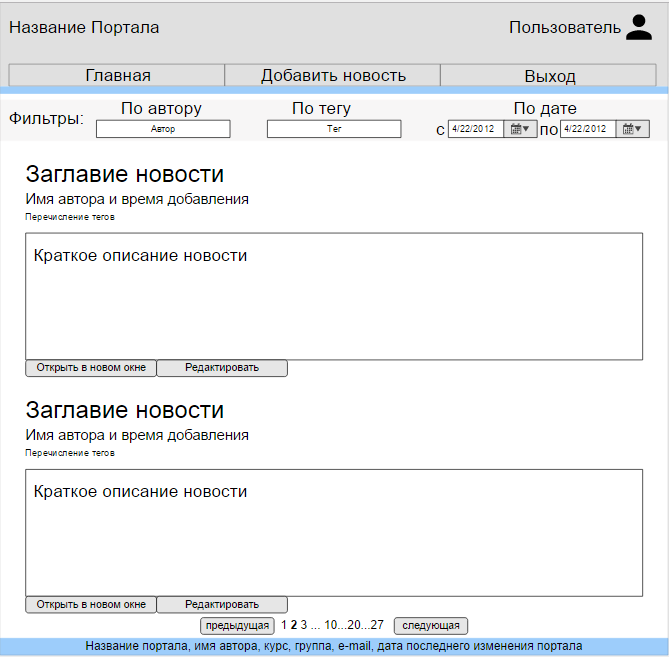 Название Портала Пользователь
Главная Добавить новость Выход
Фильтры: По автору По тегу По дате
Автор Тег с 4/22/2012 по 4/22/2012
Заглавие новости
Имя автора и время добавления
Перечисление тегов
Краткое описание новости
Открыть в новом окне Редактировать
Заглавие новости
Имя автора и время добавления
Перечисление тегов
Краткое описание новости
Открыть в новом окне Редактировать
предыдущая 1 2 3 ... 10...20...27 следующая
Название портала, имя автора, курс, группа, e-mail, дата последнего изменения портала